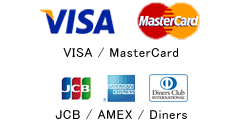 VISA MasterCard
VISA / MasterCard
JCB AMERICAN EXPRESS Diners Club INTERNATIONAL
JCB / AMEX / Diners